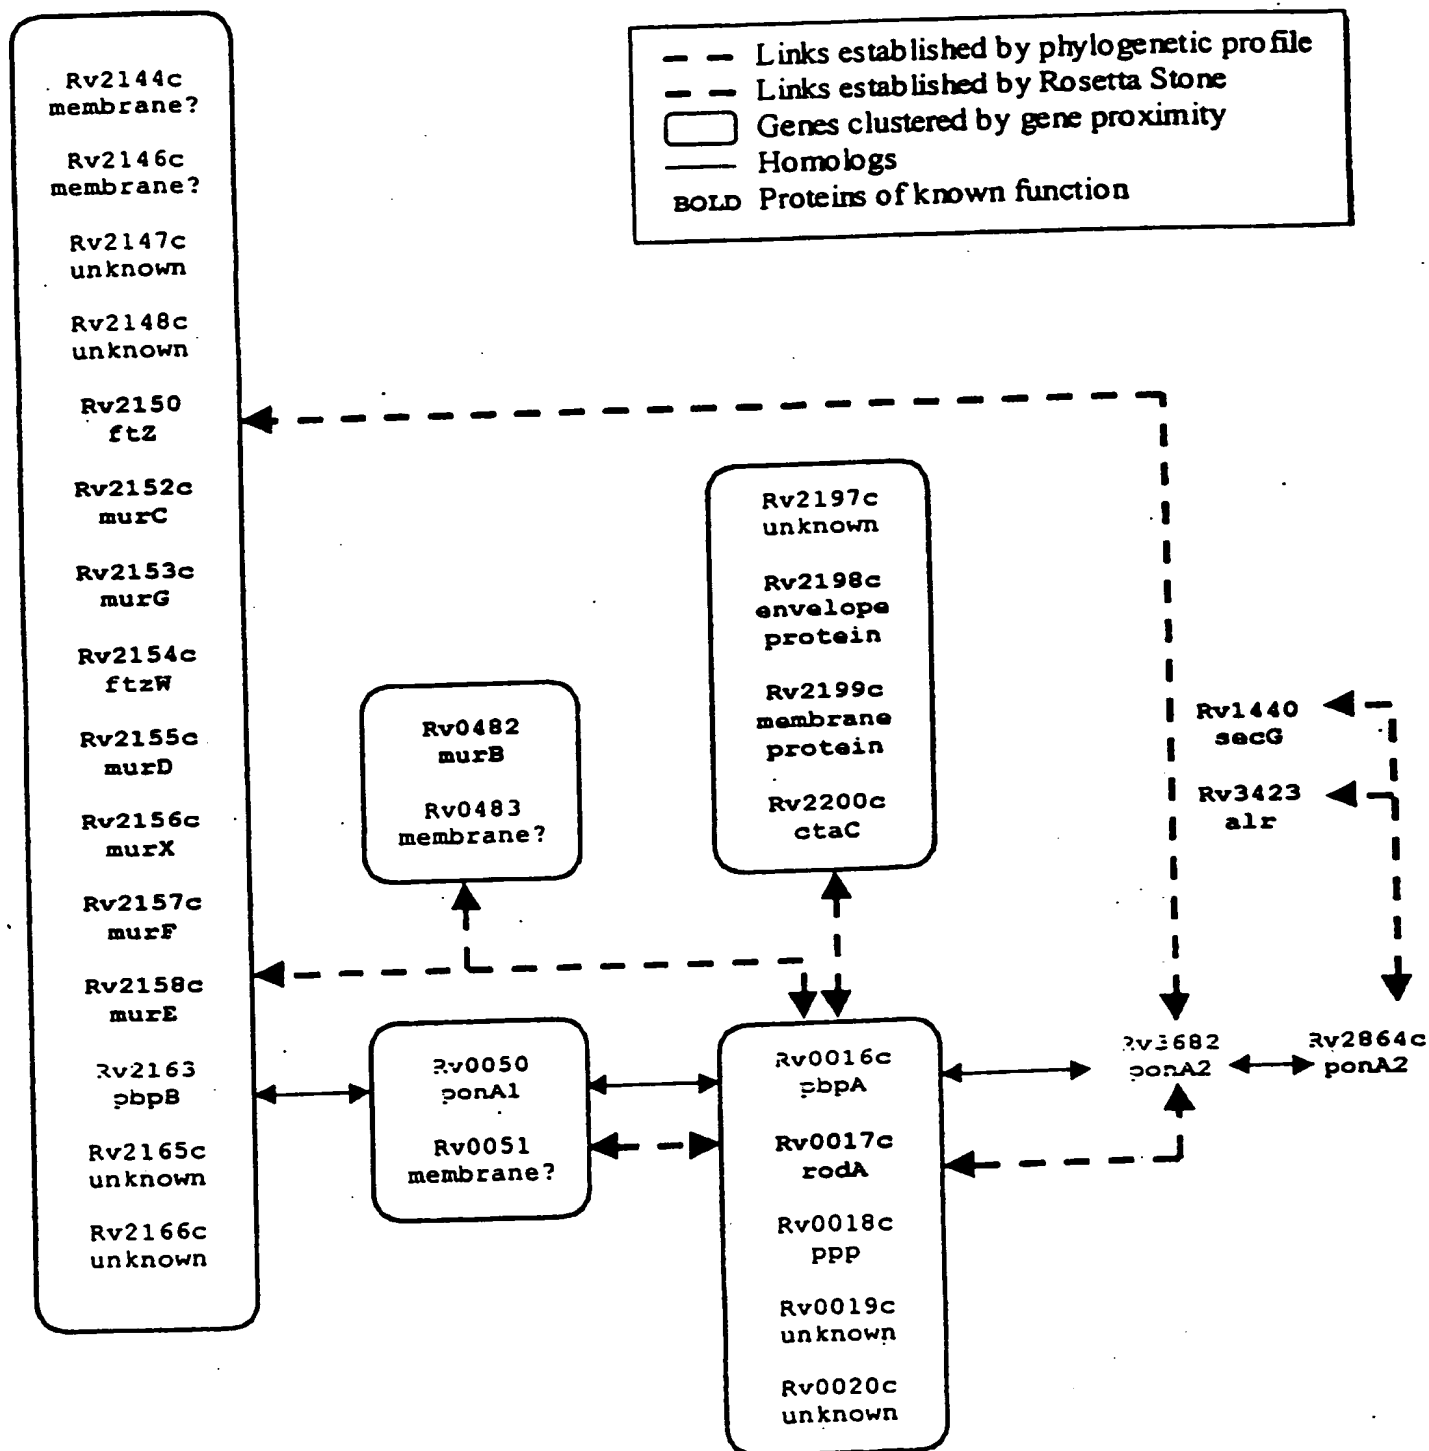 Links established by phylogenetic profile
Links established by Rosetta Stone
Genes clustered by gene proximity
Homologs
BOLD Proteins of known function
Rv2144c
membrane?
Rv2146c
membrane?
Rv2147c
unknown
Rv2148c
unknown
Rv2150
ftZ
Rv2152c
murC
Rv2153c
murG
Rv2154c
ftzW
Rv2155c
murD
Rv2156c
murX
Rv2157c
murF
Rv2158c
murE
Rv2163
pbpB
Rv2165c
unknown
Rv2166c
unknown
Rv0482
murB
Rv0483
membrane?
Rv0050
ponA1
Rv0051
membrane?
Rv2197c
unknown
Rv2198c
envelope
protein
Rv2199c
membrane
protein
Rv2200c
ctaC
Rv0016c
pbpA
Rv0017c
rodA
Rv0018c
ppp
Rv0019c
unknown
Rv0020c
unknown
Rv1440
secG
Rv3423
alr
Rv3682
ponA2
Rv2864c
ponA2